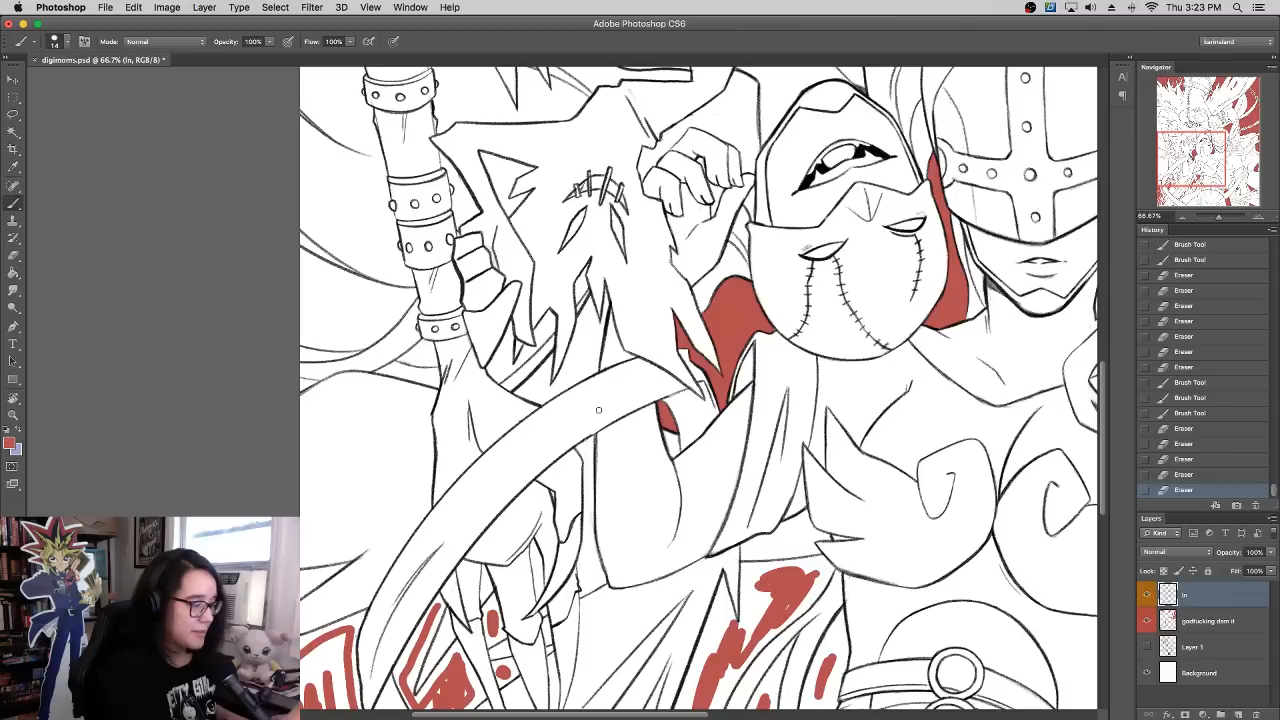 Photoshop File Edit Image Layer Type Select Filter 3D View Window Help
Thu 3:23 PM
Adobe Photoshop CS6
14 Mode: Normal Opacity: 100% Flow: 100%
karinsland
digimoms.psd @ 66.7% (ln, RGB/8) *
Navigator
66.67%
History
Brush Tool
Brush Tool
Eraser
Eraser
Eraser
Eraser
Eraser
Eraser
Eraser
Brush Tool
Brush Tool
Brush Tool
Eraser
Eraser
Eraser
Eraser
Eraser
Layers
Kind
Normal Opacity: 100%
Lock: Fill: 100%
ln
godfucking dam it
Layer 1
Background